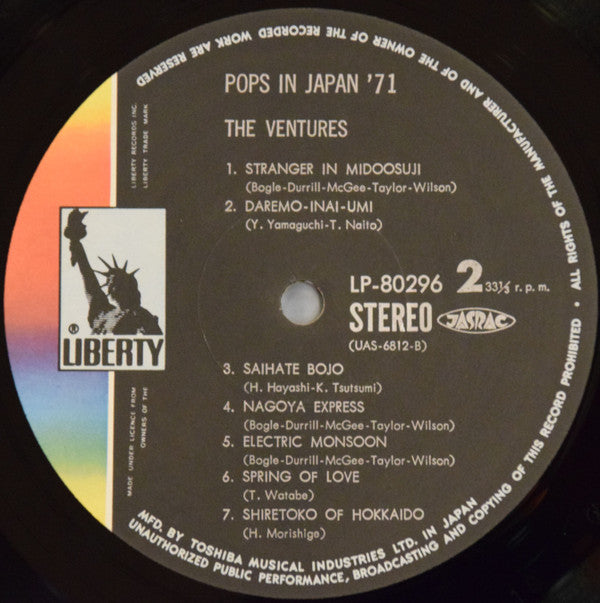 POPS IN JAPAN '71
THE VENTURES
1. STRANGER IN MIDOOSUJI
(Bogle-Durrill-McGee-Taylor-Wilson)
2. DAREMO-INAI-UMI
(Y. Yamaguchi-T. Naito)
LP-80296 2 33⅓ r. p. m.
STEREO JASRAC
(UAS-6812-B)
3. SAIHATE BOJO
(H. Hayashi-K. Tsutsumi)
4. NAGOYA EXPRESS
(Bogle-Durrill-McGee-Taylor-Wilson)
5. ELECTRIC MONSOON
(Bogle-Durrill-McGee-Taylor-Wilson)
6. SPRING OF LOVE
(T. Watabe)
7. SHIRETOKO OF HOKKAIDO
(H. Morishige)
LIBERTY RECORDS INC.
LIBERTY TRADE MARK
® LIBERTY
MADE UNDER LICENCE FROM
OWNERS OF THE
MFD. BY TOSHIBA MUSICAL INDUSTRIES LTD. IN JAPAN
UNAUTHORIZED PUBLIC PERFORMANCE, BROADCASTING AND COPYING OF THIS RECORD PROHIBITED • ALL RIGHTS OF THE MANUFACTURER AND OF THE OWNER OF THE RECORDED WORK ARE RESERVED